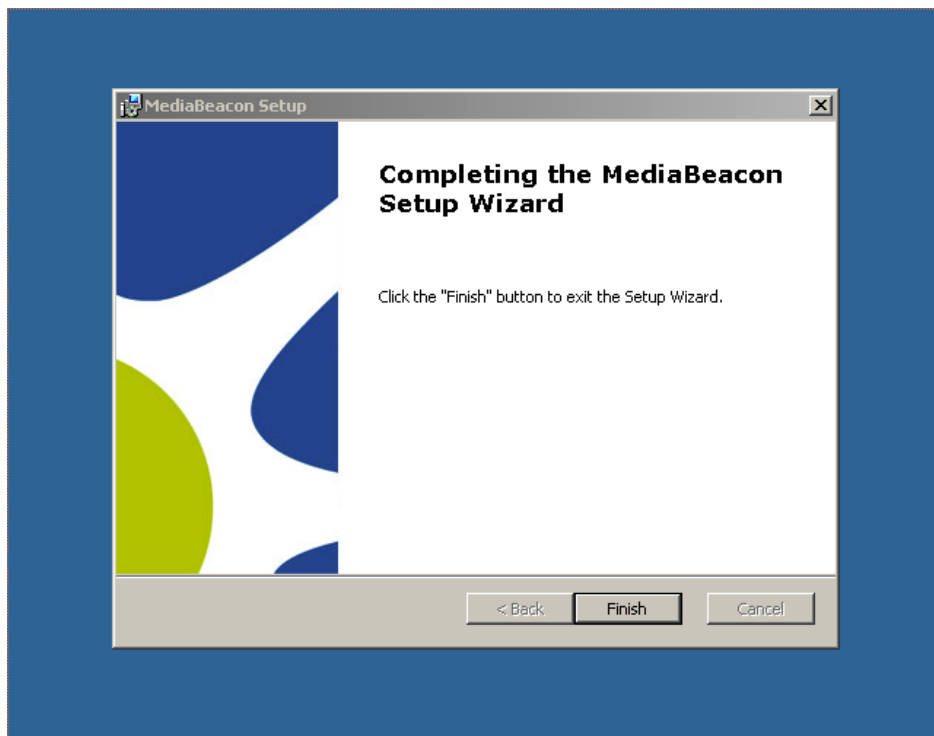 MediaBeacon Setup
Completing the MediaBeacon
Setup Wizard
Click the "Finish" button to exit the Setup Wizard.
< Back
Finish
Cancel